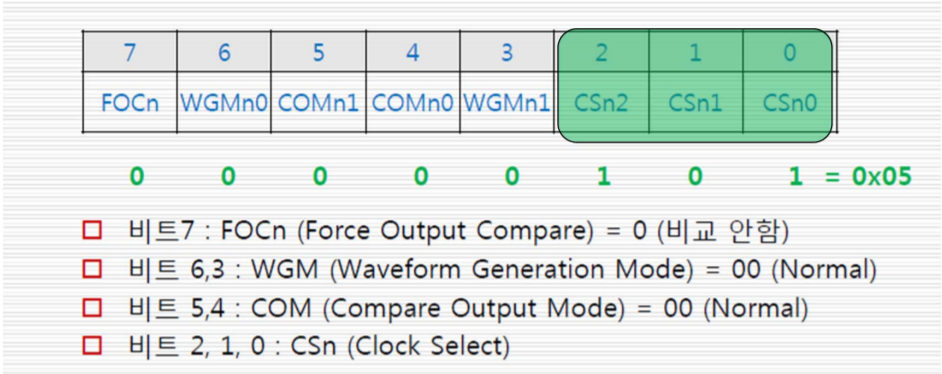 7 6 5 4 3 2 1 0
FOCn WGMn0 COMn1 COMn0 WGMn1 CSn2 CSn1 CSn0
0 0 0 0 0 1 0 1 = 0x05
비트7 : FOCn (Force Output Compare) = 0 (비교 안함)
비트 6,3 : WGM (Waveform Generation Mode) = 00 (Normal)
비트 5,4 : COM (Compare Output Mode) = 00 (Normal)
비트 2, 1, 0 : CSn (Clock Select)